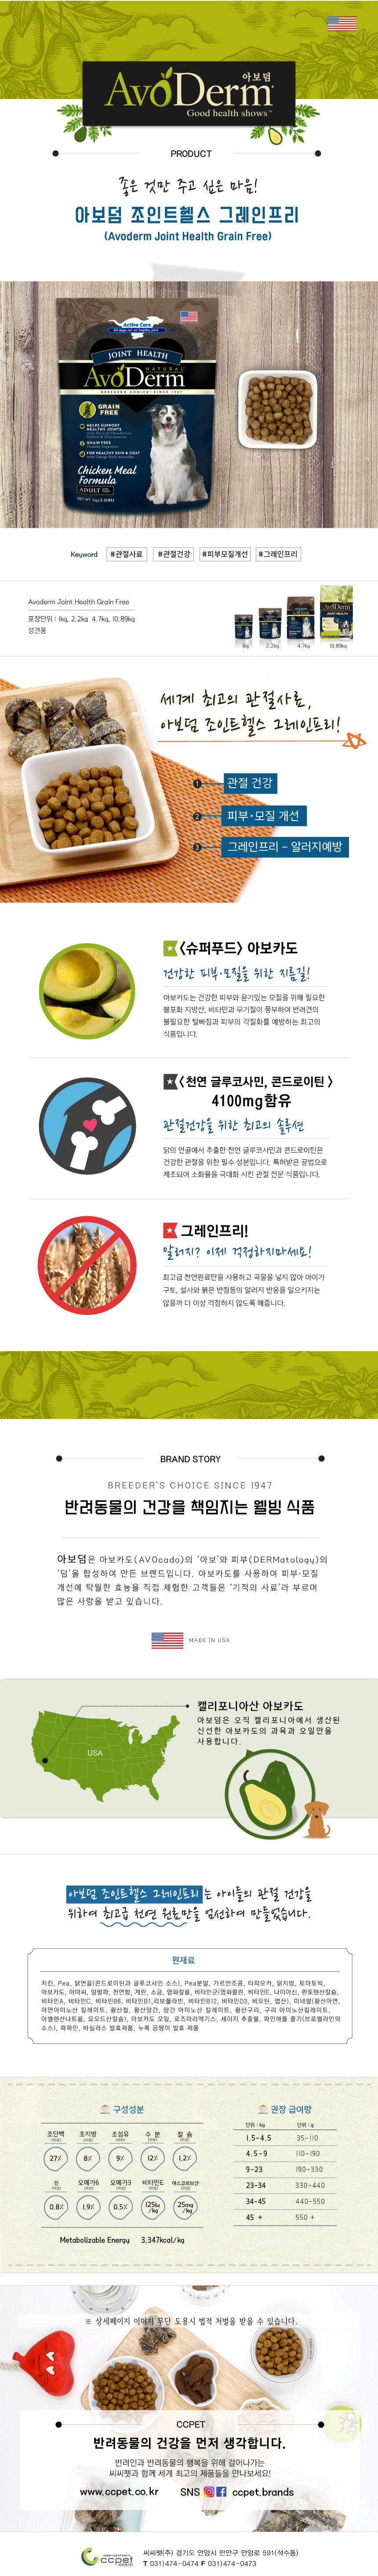 아보덤
AvoDerm
Good health shows™
PRODUCT
좋은 것만 주고 싶은 마음!
아보덤 조인트헬스 그레인프리
(Avoderm Joint Health Grain Free)
Active Care
JOINT HEALTH
NATURAL
AvoDerm
GRAIN FREE
HELPS SUPPORT HEALTHY JOINTS
GRAIN FREE
FOR HEALTHY SKIN & COAT
Chicken Meal
Formula
ADULT
Keyword #관절사료 #관절건강 #피부모질개선 #그레인프리
Avoderm Joint Health Grain Free
포장단위 : 1kg, 2.2kg 4.7kg, 10.89kg
성견용
1kg 2.2kg 4.7kg 10.89kg
세계 최고의 관절사료,
아보덤 조인트헬스 그레인프리!
1 관절 건강
2 피부·모질 개선
3 그레인프리 – 알러지예방
<슈퍼푸드> 아보카도
건강한 피부·모질을 위한 지름길!
아보카도는 건강한 피부와 윤기있는 모질을 위해 필요한
불포화 지방산, 비타민과 무기질이 풍부하여 반려견의
불필요한 털빠짐과 피부의 각질화를 예방하는 최고의
식품입니다.
<천연 글루코사민, 콘드로이틴 >
4100mg함유
관절건강을 위한 최고의 솔루션
닭의 연골에서 추출한 천연 글루코사민과 콘드로이틴은
건강한 관절을 위한 필수 성분입니다. 특허받은 공법으로
제조되어 소화율을 극대화 시킨 관절 전문 식품입니다.
그레인프리!
알러지? 이제 걱정하지마세요!
최고급 천연원료만을 사용하고 곡물을 넣지 않아 아이가
구토, 설사와 붉은 반점등의 알러지 반응을 일으키지는
않을까 더 이상 걱정하지 않도록 해줍니다.
BRAND STORY
BREEDER'S CHOICE SINCE 1947
반려동물의 건강을 책임지는 웰빙 식품
아보덤은 아보카도(AVOcado)의 '아보'와 피부(DERMatology)의
'덤'을 합성하여 만든 브랜드입니다. 아보카도를 사용하여 피부·모질
개선에 탁월한 효능을 직접 체험한 고객들은 '기적의 사료'라 부르며
많은 사랑을 받고 있습니다.
MADE IN USA
캘리포니아산 아보카도
아보덤은 오직 캘리포니아에서 생산된
신선한 아보카도의 과육과 오일만을
사용합니다.
USA
아보덤 조인트헬스 그레인프리는 아이들의 관절 건강을
위하여 최고급 천연 원료만을 엄선하여 만들었습니다.
원재료
치킨, Pea, 닭연골(콘드로이틴과 글루코사민 소스), Pea분말, 가르반조콩, 타피오카, 닭지방, 토마토박,
아보카도, 아마씨, 알팔파, 천연향, 계란, 소금, 염화칼륨, 비타민군(염화콜린, 비타민E, 나이아신, 판토텐산칼슘,
비타민A, 비타민C, 비타민B6, 비타민B1,리보플라빈, 비타민B12, 비타민D3, 비오틴, 엽산), 미네랄(황산아연,
아연아미노산 킬레이트, 황산철, 황산망간, 망간 아미노산 킬레이트, 황산구리, 구리 아미노산킬레이트,
아셀렌산나트륨, 요오드산칼슘), 아보카도 오일, 로즈마리엑기스, 세이지 추출물, 파인애플 줄기(브로멜라인의
소스), 파파인, 바실러스 발효제품, 누룩 곰팡이 발효 제품
구성성분
조단백 조지방 조섬유 수 분 칼 슘
27% 8% 9% 12% 1.2%
인 오메가6 오메가3 비타민E 아스코르브산
0.8% 1.9% 0.5% 125Iu/kg 25mg/kg
Metabolizable Energy 3,347kcal/kg
권장 급여량
단위 : kg 단위 : g
1.5-4.5 35-110
4.5-9 110-190
9-23 190-330
23-34 330-440
34-45 440-550
45 + 550 +
※ 상세페이지 이미지 무단 도용시 법적 처벌을 받을 수 있습니다.
CCPET
반려동물의 건강을 먼저 생각합니다.
반려인과 반려동물의 행복을 위해 걸어나가는
씨씨펫과 함께 세계 최고의 제품들을 만나보세요!
www.ccpet.co.kr SNS ccpet.brands
ccpet
씨씨펫(주) 경기도 안양시 만안구 안양로 591(석수동)
T 031)474-0474 F 031)474-0473